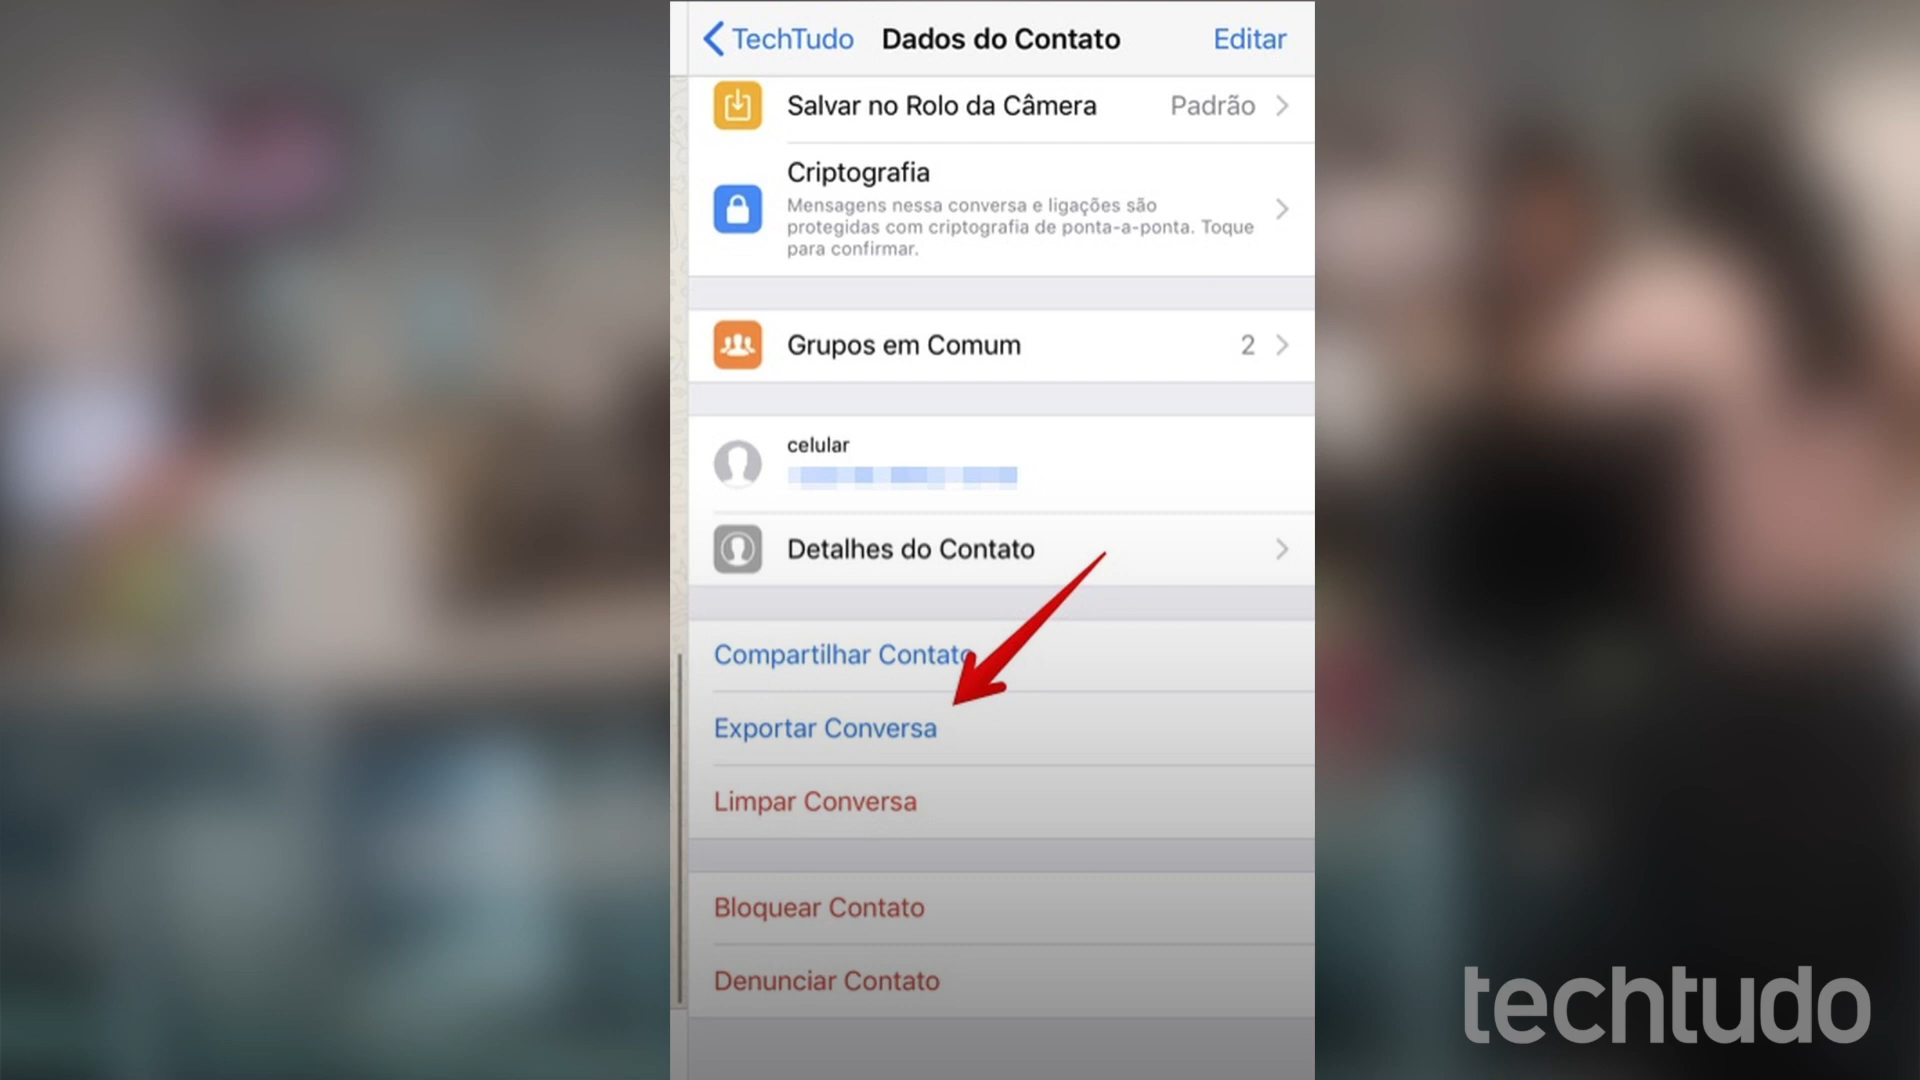 TechTudo Dados do Contato Editar
Salvar no Rolo da Câmera Padrão
Criptografia
Mensagens nessa conversa e ligações são
protegidas com criptografia de ponta-a-ponta. Toque
para confirmar.
Grupos em Comum 2
celular
Detalhes do Contato
Compartilhar Contato
Exportar Conversa
Limpar Conversa
Bloquear Contato
Denunciar Contato
techtudo